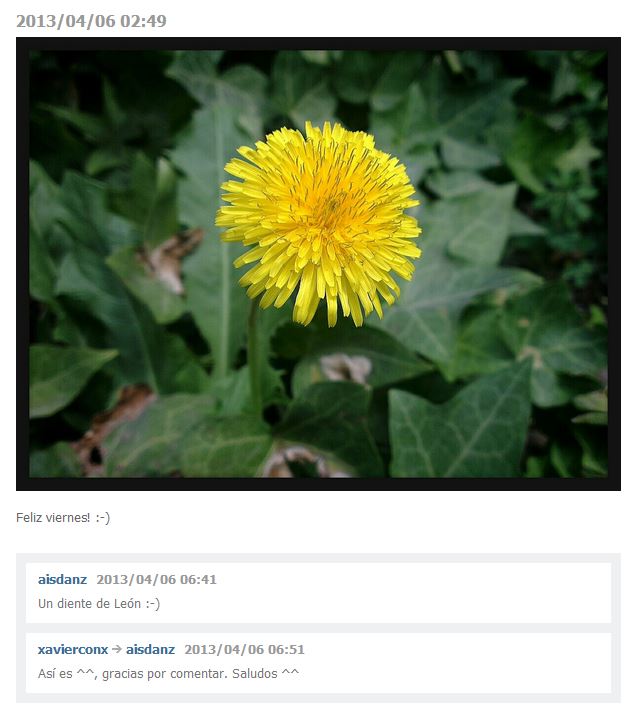 2013/04/06 02:49
Feliz viernes! :-)
aisdanz 2013/04/06 06:41
Un diente de León :-)
xavierconx → aisdanz 2013/04/06 06:51
Así es ^^, gracias por comentar. Saludos ^^